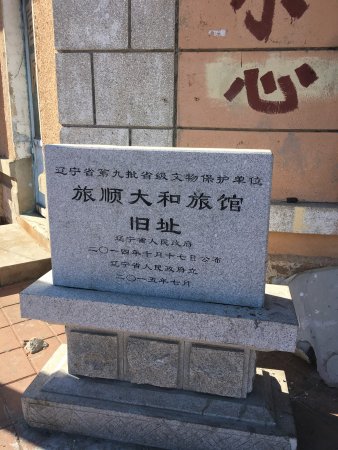 心
辽宁省第九批省级文物保护单位
旅顺大和旅馆
旧址
辽宁省人民政府
二〇一四年十月十七日公布
辽宁省人民政府立
二〇一五年七月